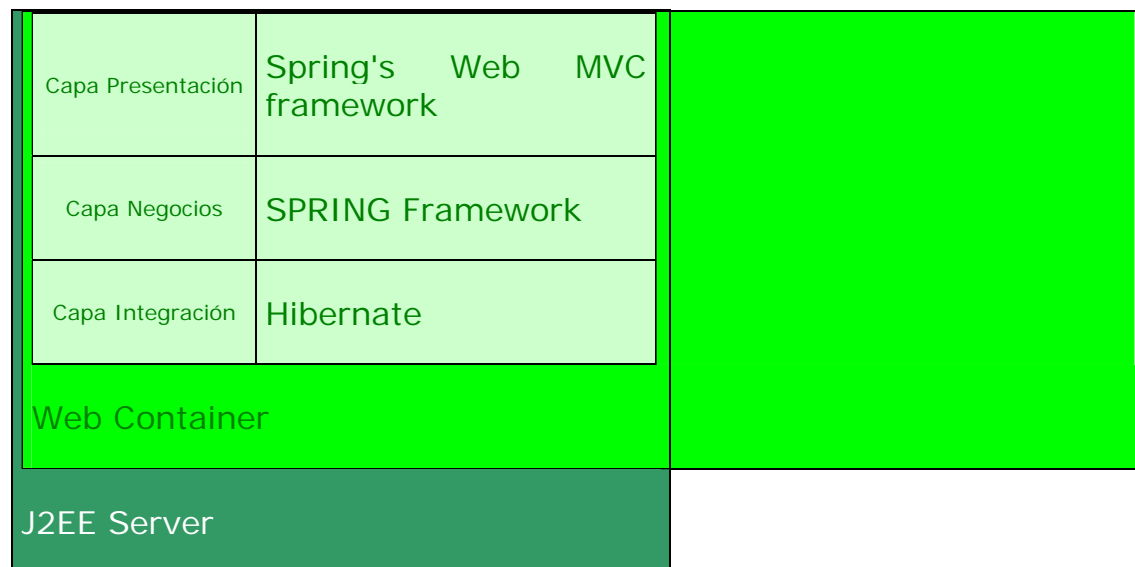 Capa Presentación
Spring's Web MVC
framework
Capa Negocios
SPRING Framework
Capa Integración
Hibernate
Web Container
J2EE Server